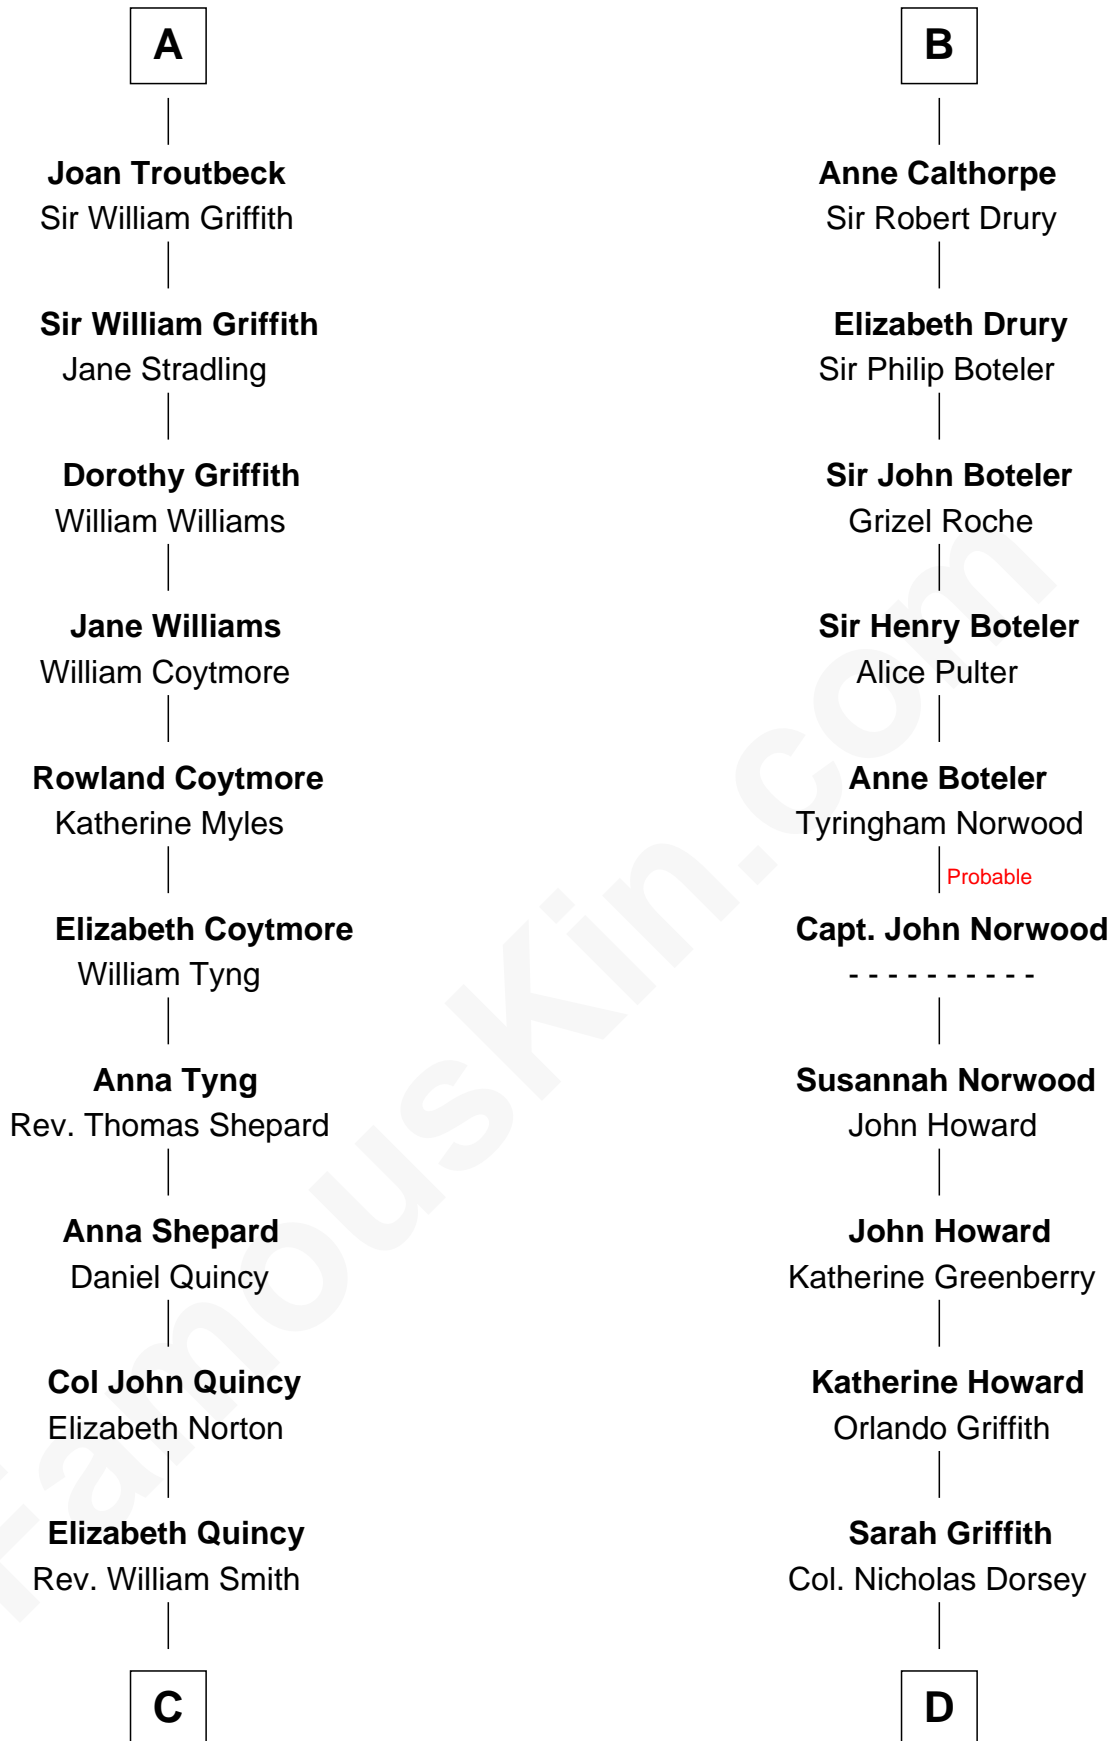 A
Joan Troutbeck
Sir William Griffith
Sir William Griffith
Jane Stradling
Dorothy Griffith
William Williams
Jane Williams
William Coytmore
Rowland Coytmore
Katherine Myles
Elizabeth Coytmore
William Tyng
Anna Tyng
Rev. Thomas Shepard
Anna Shepard
Daniel Quincy
Col John Quincy
Elizabeth Norton
Elizabeth Quincy
Rev. William Smith
C
B
Anne Calthorpe
Sir Robert Drury
Elizabeth Drury
Sir Philip Boteler
Sir John Boteler
Grizel Roche
Sir Henry Boteler
Alice Pulter
Anne Boteler
Tyringham Norwood
Probable
Capt. John Norwood
- - - - - - - - - -
Susannah Norwood
John Howard
John Howard
Katherine Greenberry
Katherine Howard
Orlando Griffith
Sarah Griffith
Col. Nicholas Dorsey
D
FamousKin.com